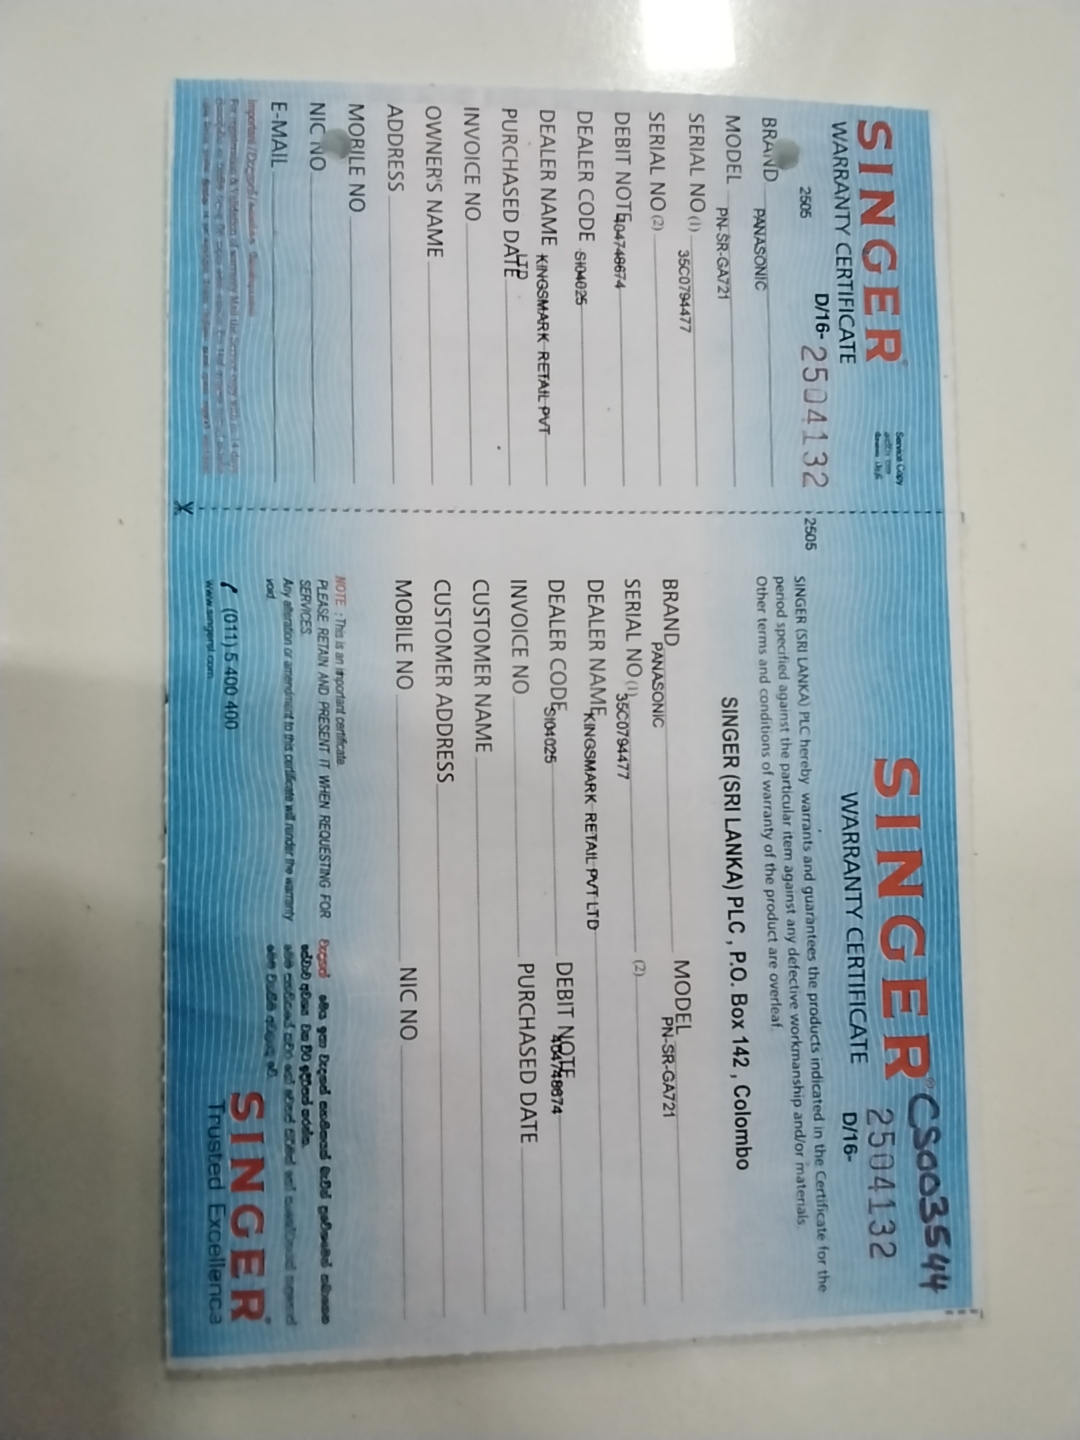 SINGER®
WARRANTY CERTIFICATE
Service Copy
2505
D/16- 2504132
BRAND PANASONIC
MODEL PN-SR-GA721
SERIAL NO (1) 35C0794477
SERIAL NO (2)
DEBIT NOTE 404748674
DEALER CODE SI04025
DEALER NAME KINGSMARK RETAIL PVT
LTD
PURCHASED DATE
INVOICE NO
OWNER'S NAME
ADDRESS
MOBILE NO
NIC NO
E-MAIL
CS003544
SINGER®
WARRANTY CERTIFICATE
2504132
D/16-
2505
SINGER (SRI LANKA) PLC hereby warrants and guarantees the products indicated in the Certificate for the
period specified against the particular item against any defective workmanship and/or materials.
Other terms and conditions of warranty of the product are overleaf.
SINGER (SRI LANKA) PLC , P.O. Box 142 , Colombo
BRAND PANASONIC MODEL PN-SR-GA721
SERIAL NO (1) 35C0794477 (2)
DEALER NAME KINGSMARK RETAIL PVT LTD
DEALER CODE SI04025 DEBIT NOTE 404748674
INVOICE NO PURCHASED DATE
CUSTOMER NAME
CUSTOMER ADDRESS
MOBILE NO NIC NO
NOTE : This is an important certificate.
PLEASE RETAIN AND PRESENT IT WHEN REQUESTING FOR
SERVICES.
Any alteration or amendment to this certificate will runder the warranty
void.
(011) 5 400 400
www.singersl.com
SINGER®
Trusted Excellence